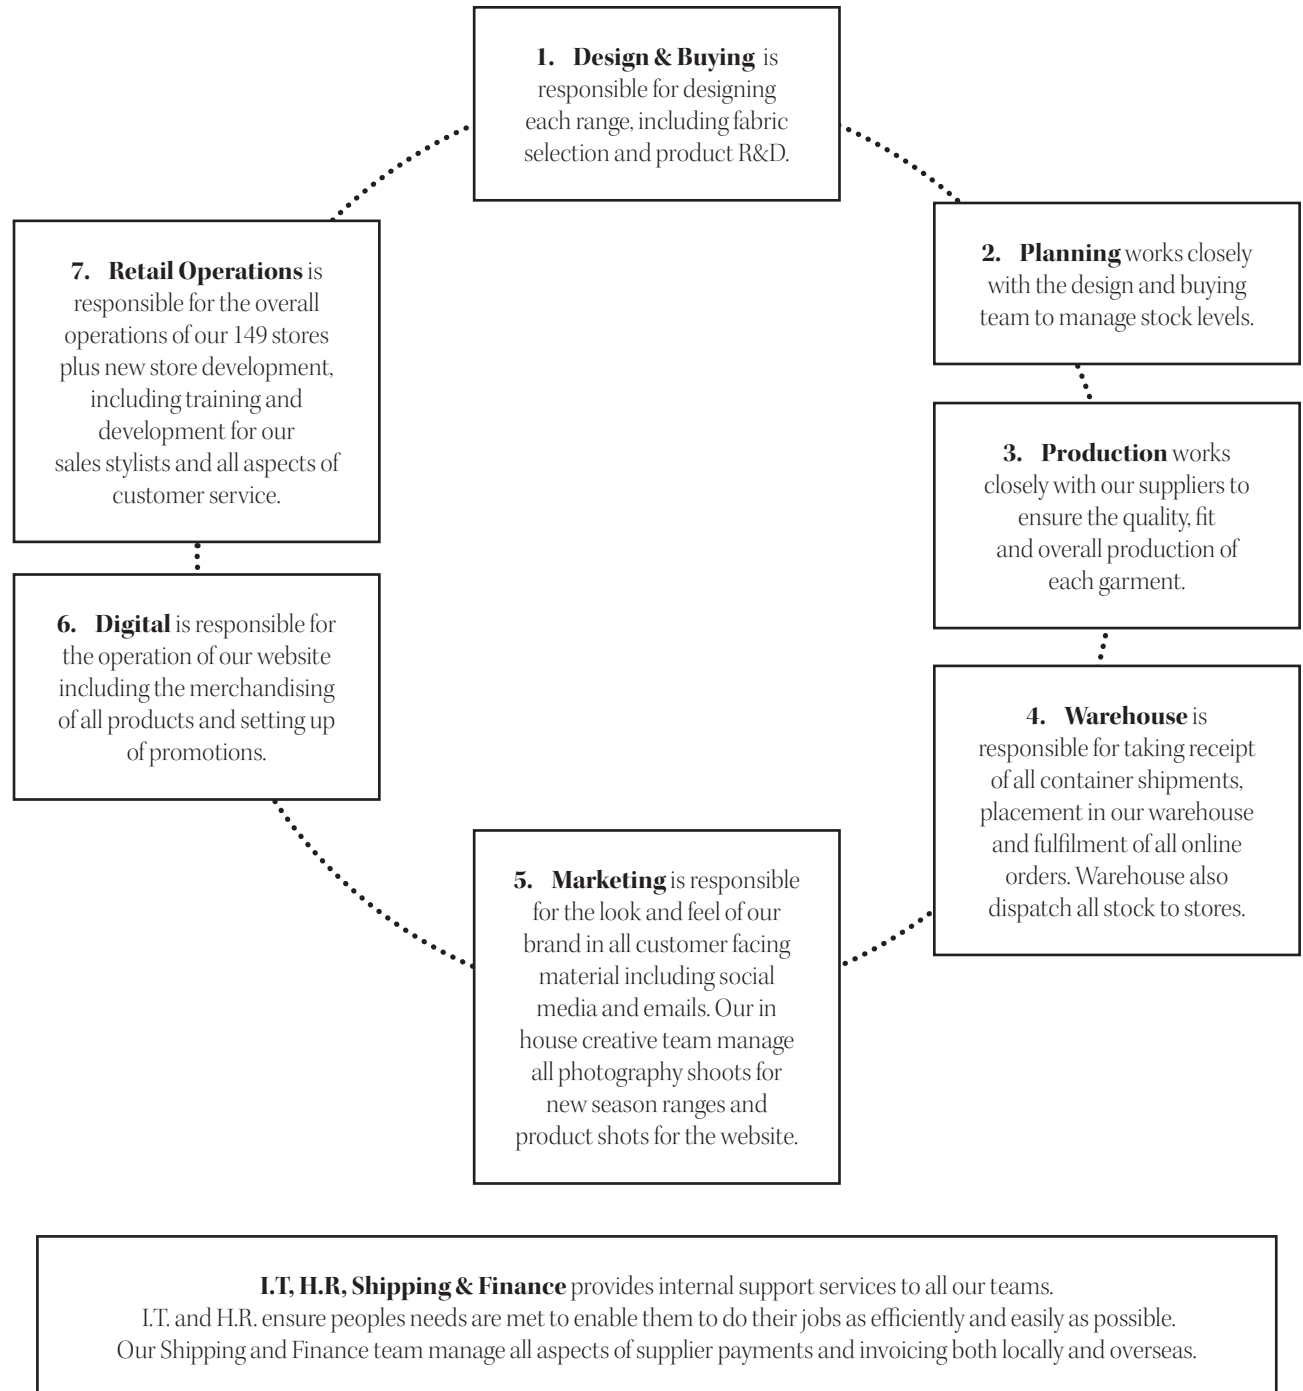 1. Design & Buying is
responsible for designing
each range, including fabric
selection and product R&D.
2. Planning works closely
with the design and buying
team to manage stock levels.
3. Production works
closely with our suppliers to
ensure the quality, fit
and overall production of
each garment.
4. Warehouse is
responsible for taking receipt
of all container shipments,
placement in our warehouse
and fulfilment of all online
orders. Warehouse also
dispatch all stock to stores.
5. Marketing is responsible
for the look and feel of our
brand in all customer facing
material including social
media and emails. Our in
house creative team manage
all photography shoots for
new season ranges and
product shots for the website.
6. Digital is responsible for
the operation of our website
including the merchandising
of all products and setting up
of promotions.
7. Retail Operations is
responsible for the overall
operations of our 149 stores
plus new store development,
including training and
development for our
sales stylists and all aspects of
customer service.
I.T, H.R, Shipping & Finance provides internal support services to all our teams.
I.T. and H.R. ensure peoples needs are met to enable them to do their jobs as efficiently and easily as possible.
Our Shipping and Finance team manage all aspects of supplier payments and invoicing both locally and overseas.